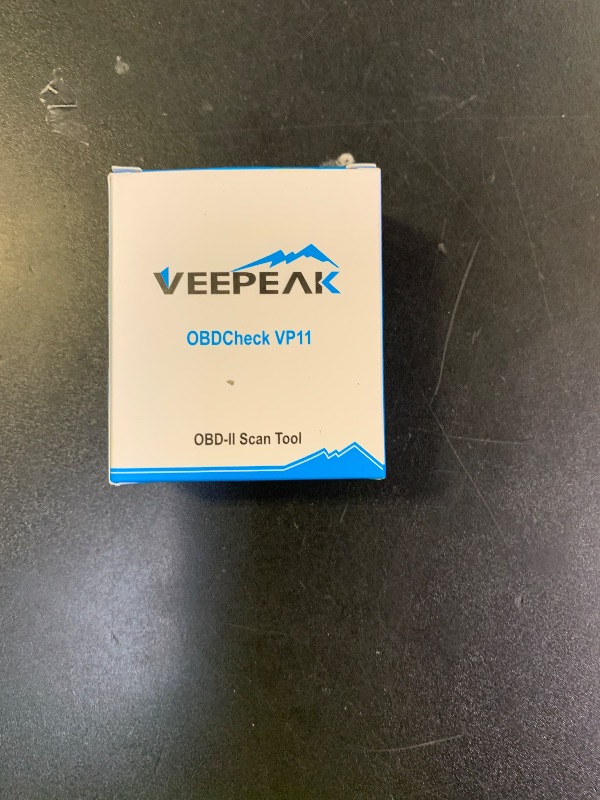 VEEPEAK
OBDCheck VP11
OBD-II Scan Tool